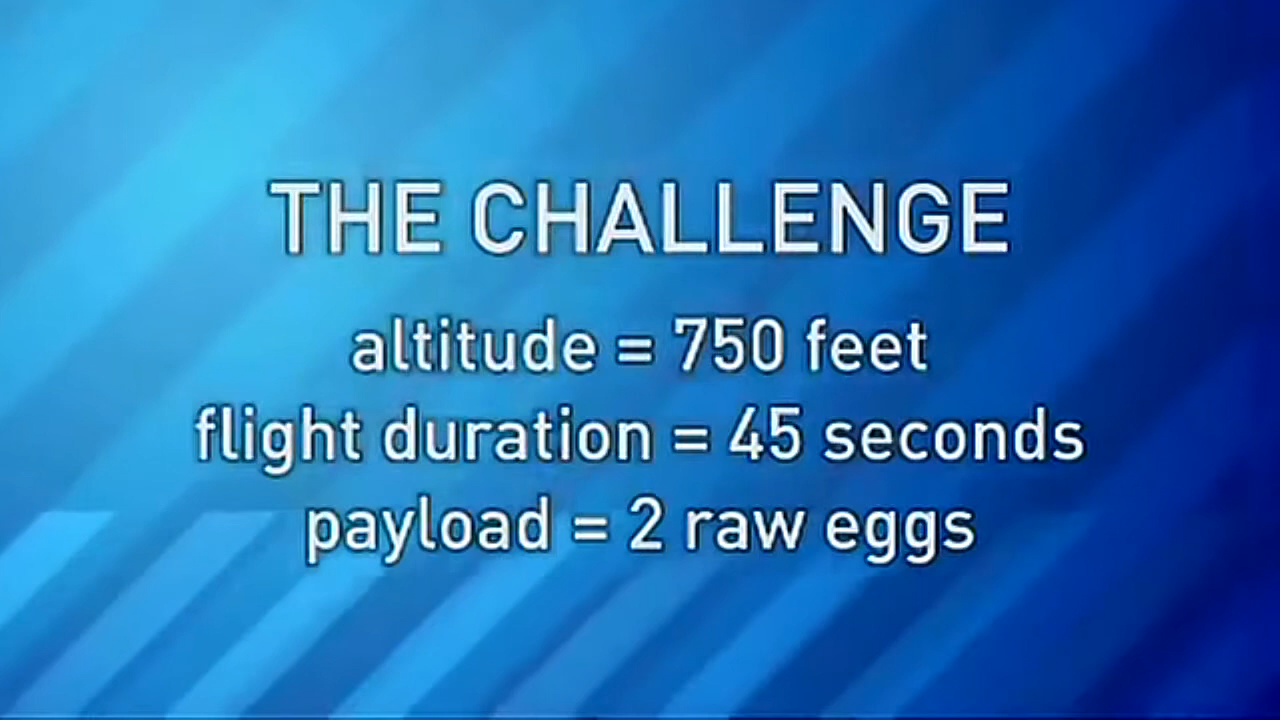 THE CHALLENGE
altitude = 750 feet
flight duration = 45 seconds
payload = 2 raw eggs